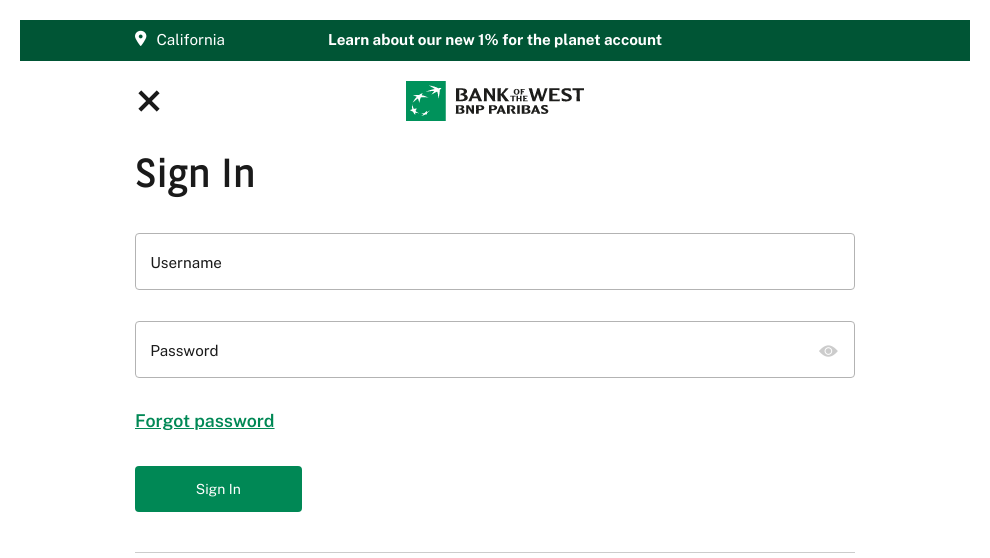 California
Learn about our new 1% for the planet account
BANK OF THE WEST
BNP PARIBAS
Sign In
Username
Password
Forgot password
Sign In